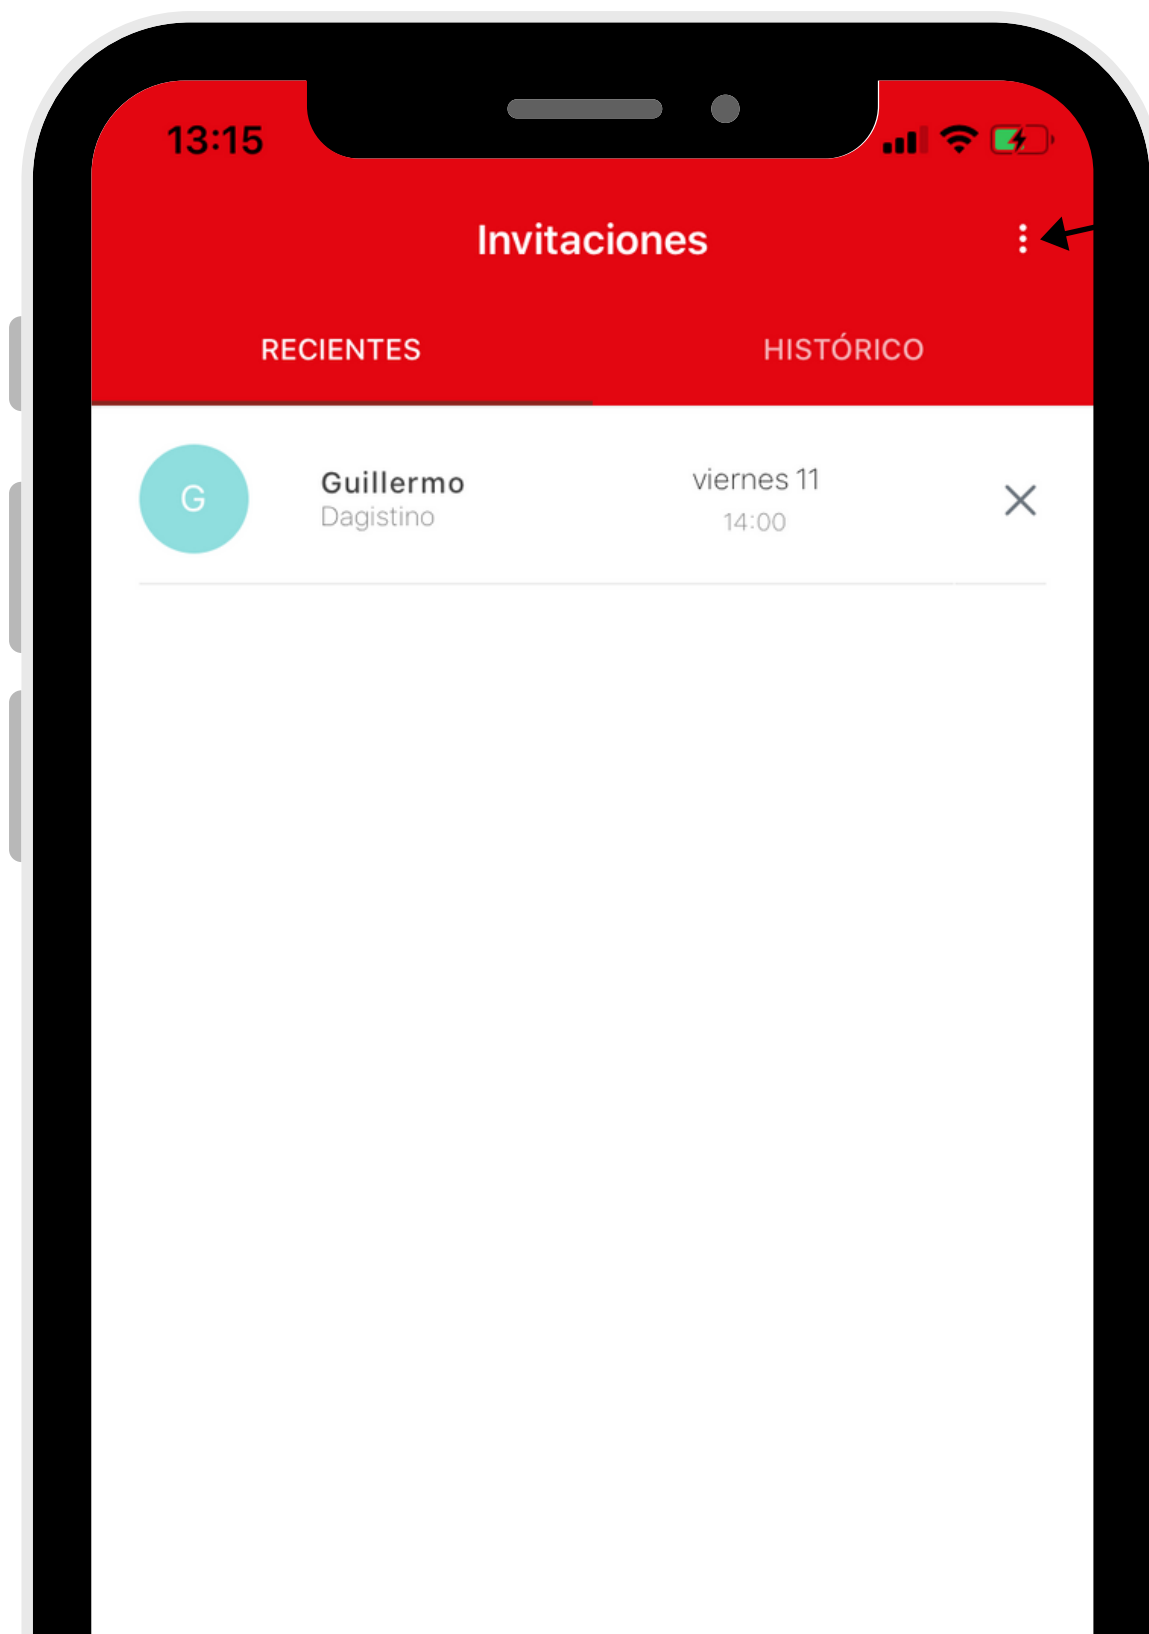 13:15
Invitaciones
RECIENTES HISTÓRICO
G
Guillermo viernes 11
Dagistino 14:00